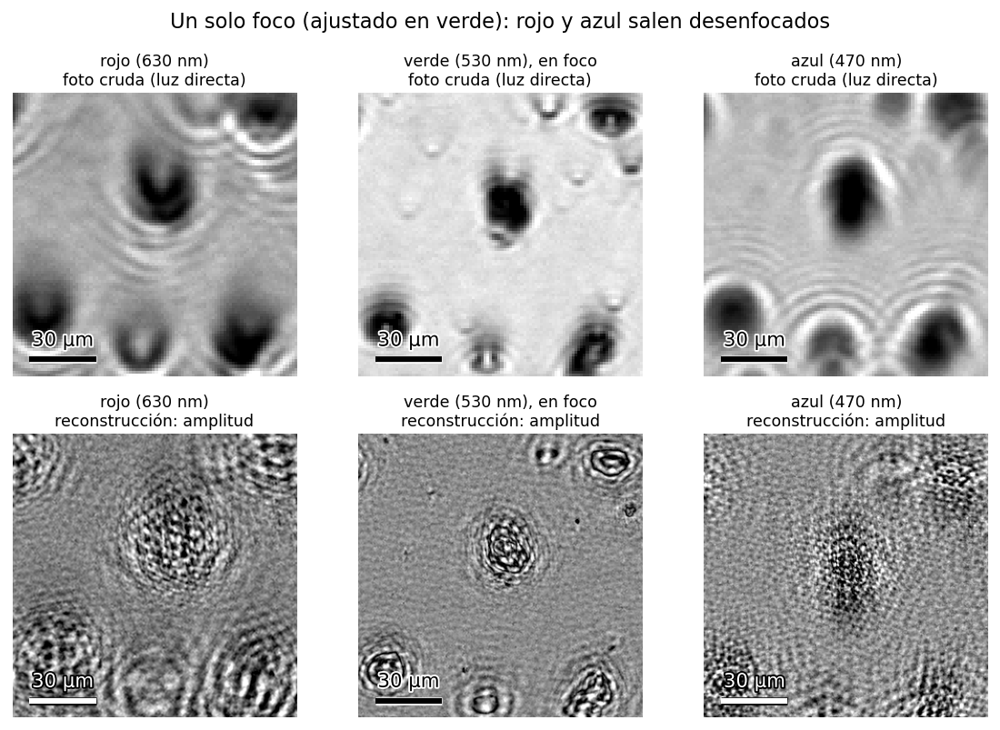 Un solo foco (ajustado en verde): rojo y azul salen desenfocados
rojo (630 nm)
foto cruda (luz directa)
verde (530 nm), en foco
foto cruda (luz directa)
azul (470 nm)
foto cruda (luz directa)
30 µm
30 µm
30 µm
rojo (630 nm)
reconstrucción: amplitud
verde (530 nm), en foco
reconstrucción: amplitud
azul (470 nm)
reconstrucción: amplitud
30 µm
30 µm
30 µm